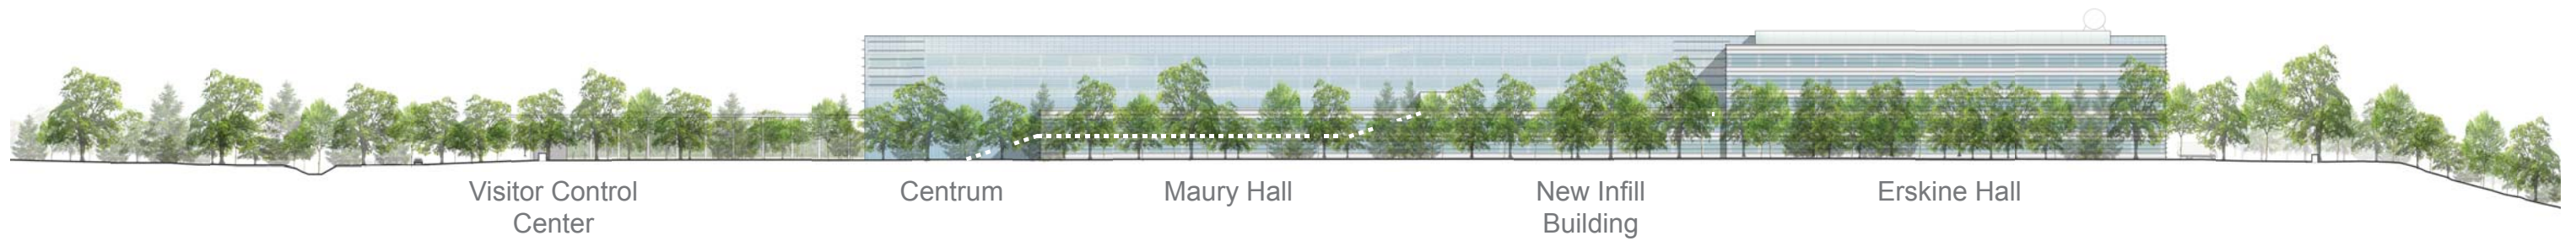 Visitor Control
Center
Centrum
Maury Hall
New Infill
Building
Erskine Hall